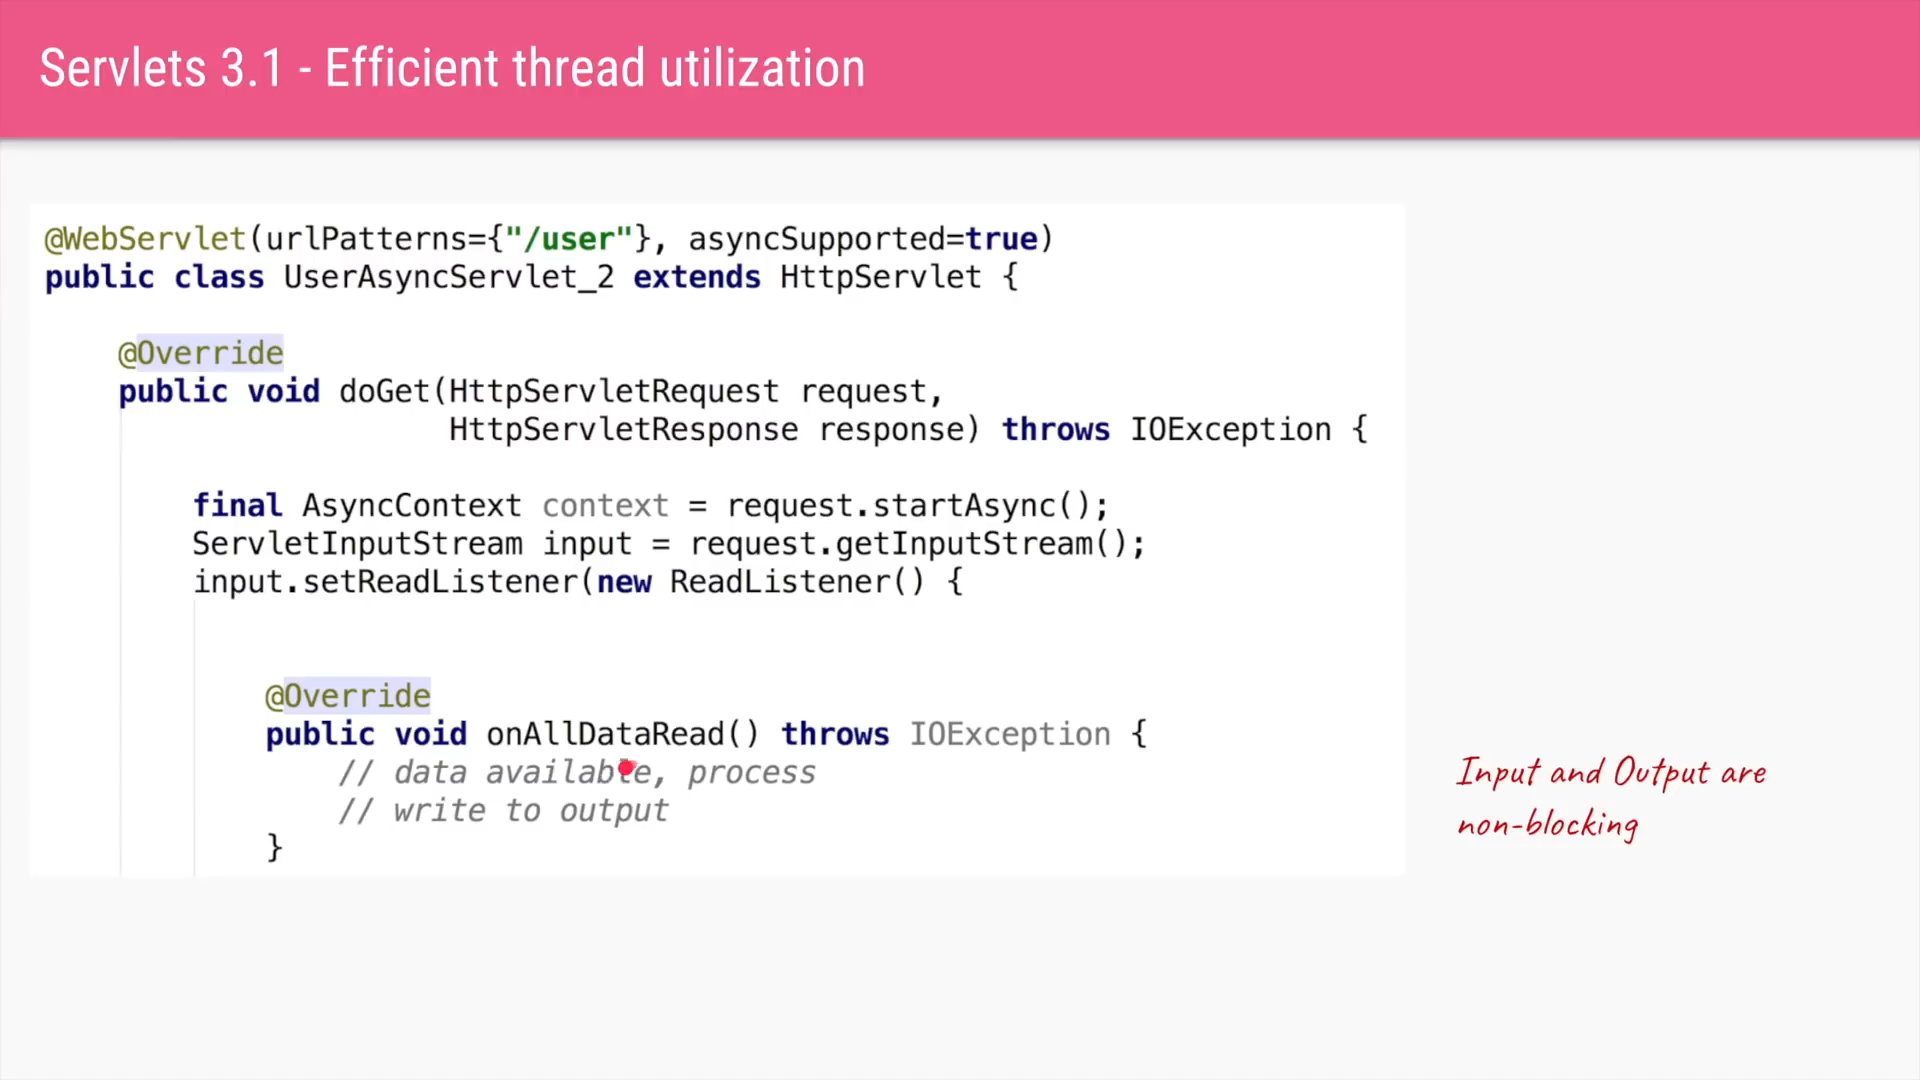 Servlets 3.1 - Efficient thread utilization
@WebServlet(urlPatterns={"/user"}, asyncSupported=true)
public class UserAsyncServlet_2 extends HttpServlet {
@Override
public void doGet(HttpServletRequest request,
HttpServletResponse response) throws IOException {
final AsyncContext context = request.startAsync();
ServletInputStream input = request.getInputStream();
input.setReadListener(new ReadListener() {
@Override
public void onAllDataRead() throws IOException {
// data available, process
// write to output
}
Input and Output are
non-blocking